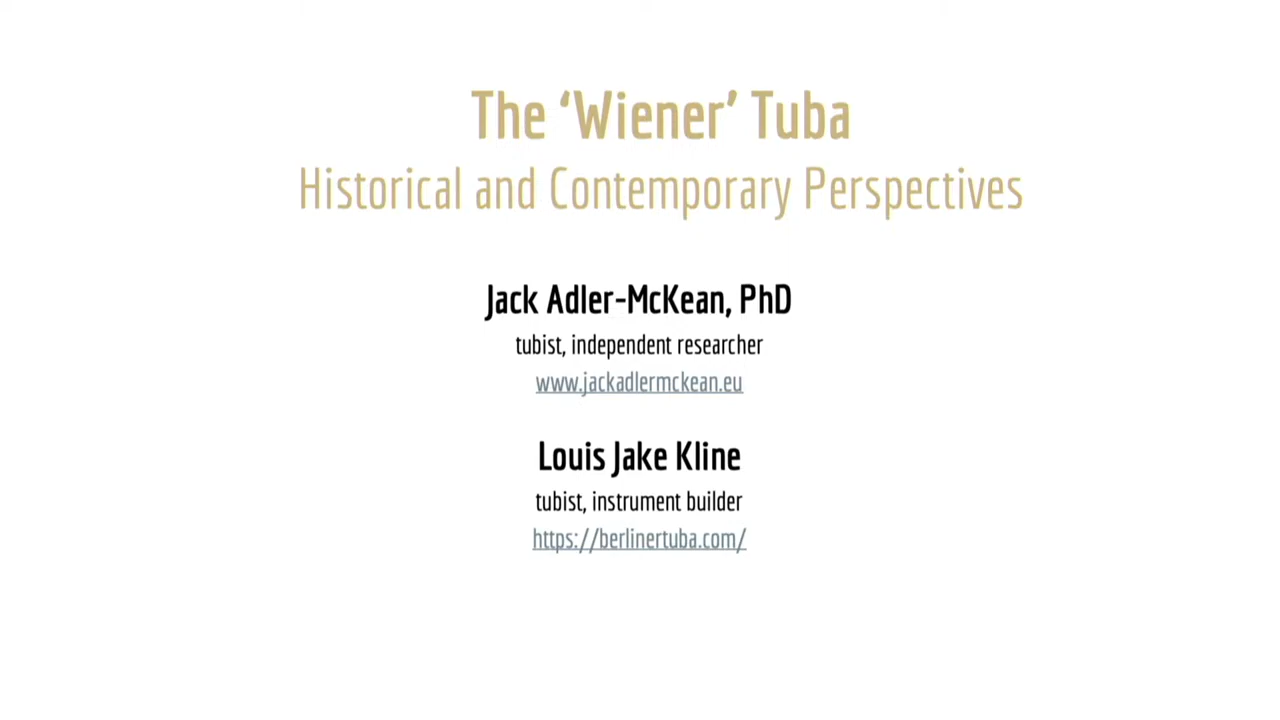 The ‘Wiener’ Tuba
Historical and Contemporary Perspectives
Jack Adler-McKean, PhD
tubist, independent researcher
www.jackadlermckean.eu
Louis Jake Kline
tubist, instrument builder
https://berlinertuba.com/